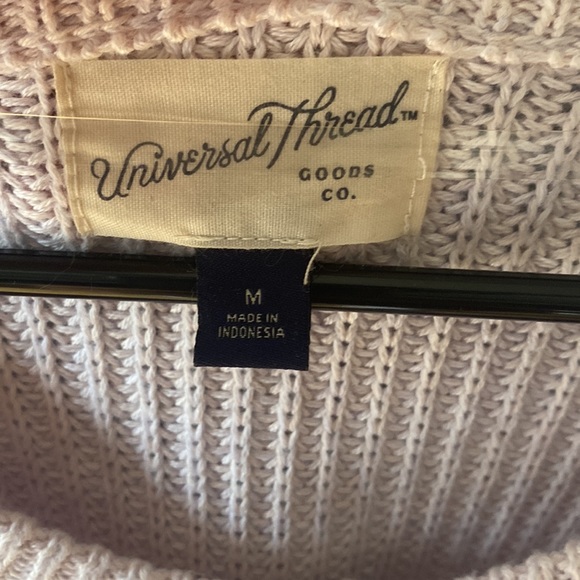 Universal Thread™
GOODS
CO.
M
MADE IN
INDONESIA